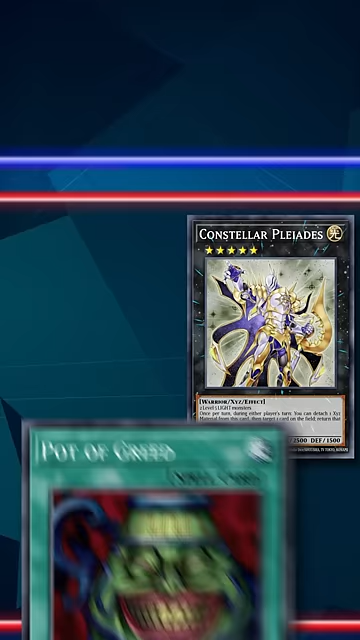 CONSTELLAR PLEIADES
光
[WARRIOR/XYZ/EFFECT]
2 Level 5 LIGHT monsters
Once per turn, during either player's turn: You can detach 1 Xyz
Material from this card, then target 1 card on the field; return that
2500 DEF/1500
POT OF GREED